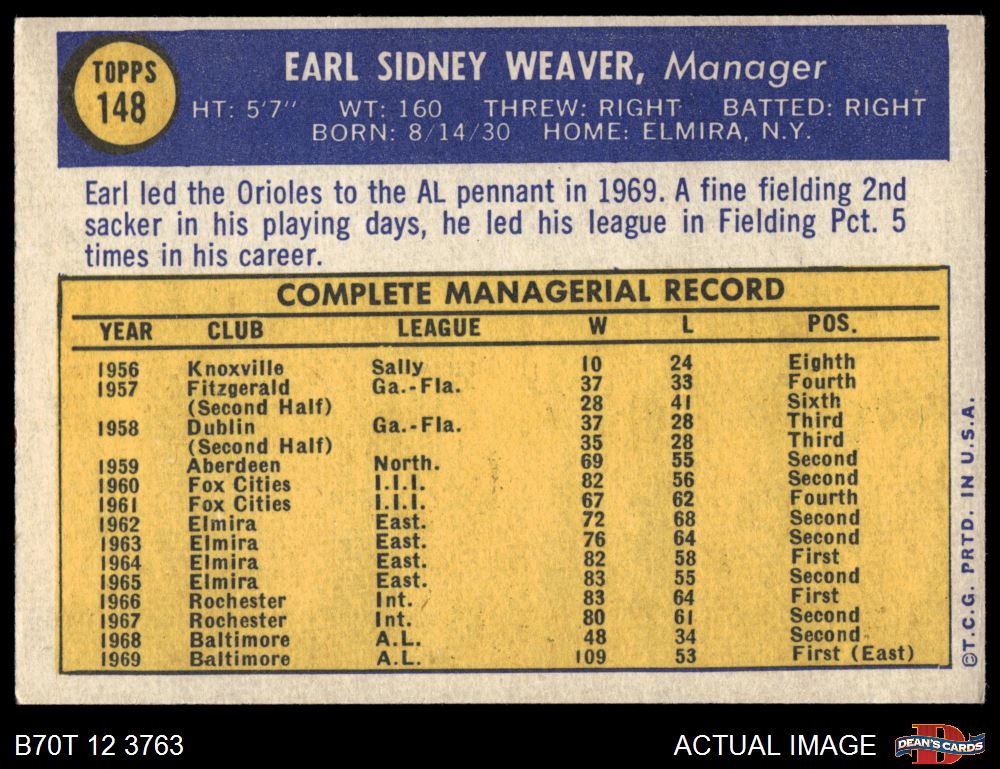 TOPPS
148
EARL SIDNEY WEAVER, Manager
HT: 5'7" WT: 160 THREW: RIGHT BATTED: RIGHT
BORN: 8/14/30 HOME: ELMIRA, N.Y.
Earl led the Orioles to the AL pennant in 1969. A fine fielding 2nd
sacker in his playing days, he led his league in Fielding Pct. 5
times in his career.
COMPLETE MANAGERIAL RECORD
YEAR CLUB LEAGUE W L POS.
1956 Knoxville Sally 10 24 Eighth
1957 Fitzgerald Ga.-Fla. 37 33 Fourth
(Second Half) 28 41 Sixth
1958 Dublin Ga.-Fla. 37 28 Third
(Second Half) 35 28 Third
1959 Aberdeen North. 69 55 Second
1960 Fox Cities I.I.I. 82 56 Second
1961 Fox Cities I.I.I. 67 62 Fourth
1962 Elmira East. 72 68 Second
1963 Elmira East. 76 64 Second
1964 Elmira East. 82 58 First
1965 Elmira East. 83 55 Second
1966 Rochester Int. 83 64 First
1967 Rochester Int. 80 61 Second
1968 Baltimore A.L. 48 34 Second
1969 Baltimore A.L. 109 53 First (East)
©T.C.G. PRTD. IN U.S.A.
B70T 12 3763
ACTUAL IMAGE
D
DEAN'S CARDS